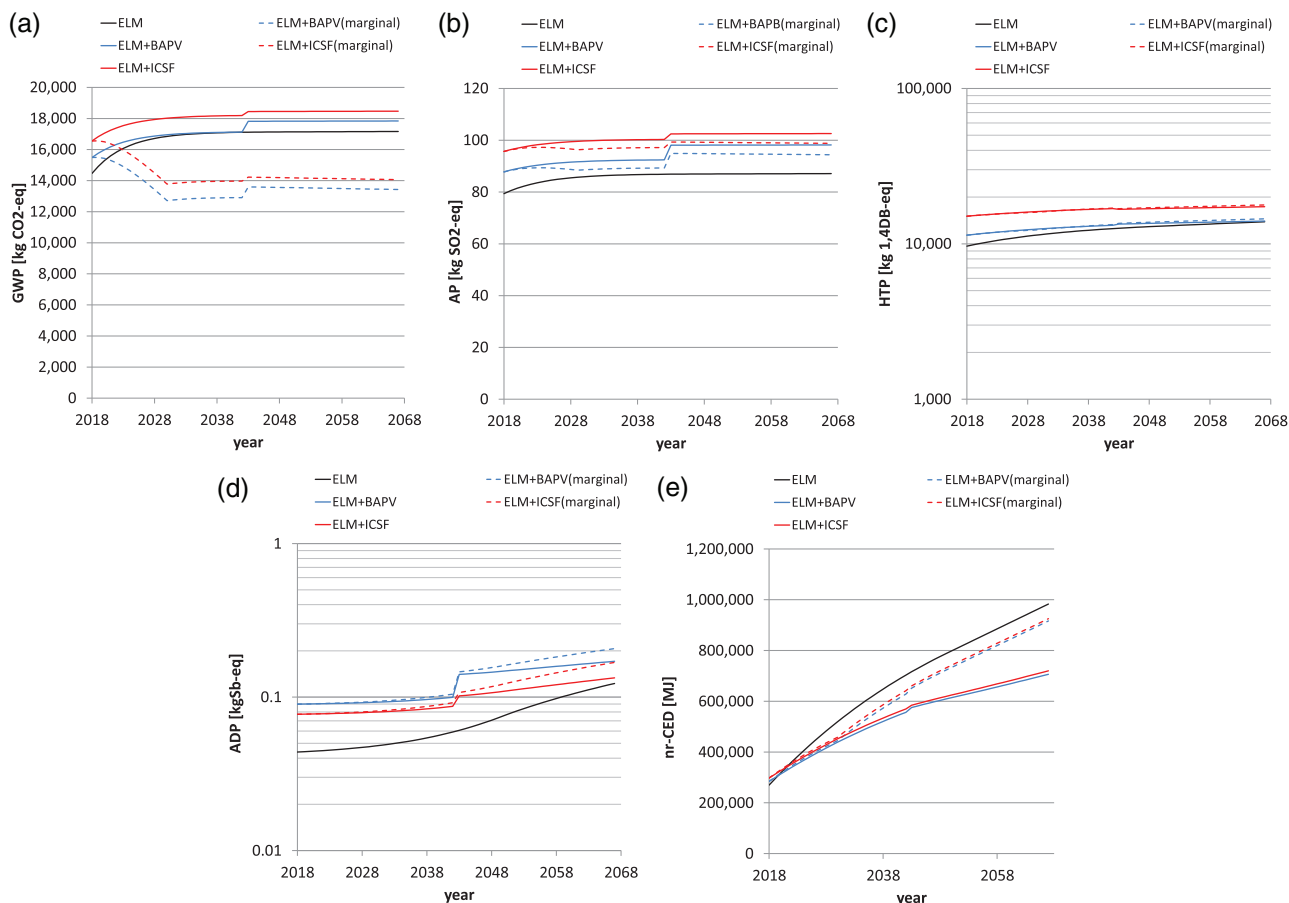 (a)
ELM
ELM+BAPV(marginal)
ELM+BAPV
ELM+ICSF(marginal)
ELM+ICSF
GWP [kg CO2-eq]
20,000
18,000
16,000
14,000
12,000
10,000
8,000
6,000
4,000
2,000
0
2018 2028 2038 2048 2058 2068
year
(b)
ELM
ELM+BAPB(marginal)
ELM+BAPV
ELM+ICSF(marginal)
ELM+ICSF
AP [kg SO2-eq]
120
100
80
60
40
20
0
2018 2028 2038 2048 2058 2068
year
(c)
ELM
ELM+BAPV(marginal)
ELM+BAPV
ELM+ICSF(marginal)
ELM+ICSF
HTP [kg 1,4DB-eq]
100,000
10,000
1,000
2018 2028 2038 2048 2058 2068
year
(d)
ELM
ELM+BAPV(marginal)
ELM+BAPV
ELM+ICSF(marginal)
ELM+ICSF
ADP [kgSb-eq]
1
0.1
0.01
2018 2028 2038 2048 2058 2068
year
(e)
ELM
ELM+BAPV(marginal)
ELM+BAPV
ELM+ICSF(marginal)
ELM+ICSF
nr-CED [MJ]
1,200,000
1,000,000
800,000
600,000
400,000
200,000
0
2018 2038 2058
year